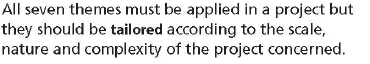 All seven themes must be applied in a project but
they should be tailored according to the scale,
nature and complexity of the project concerned.